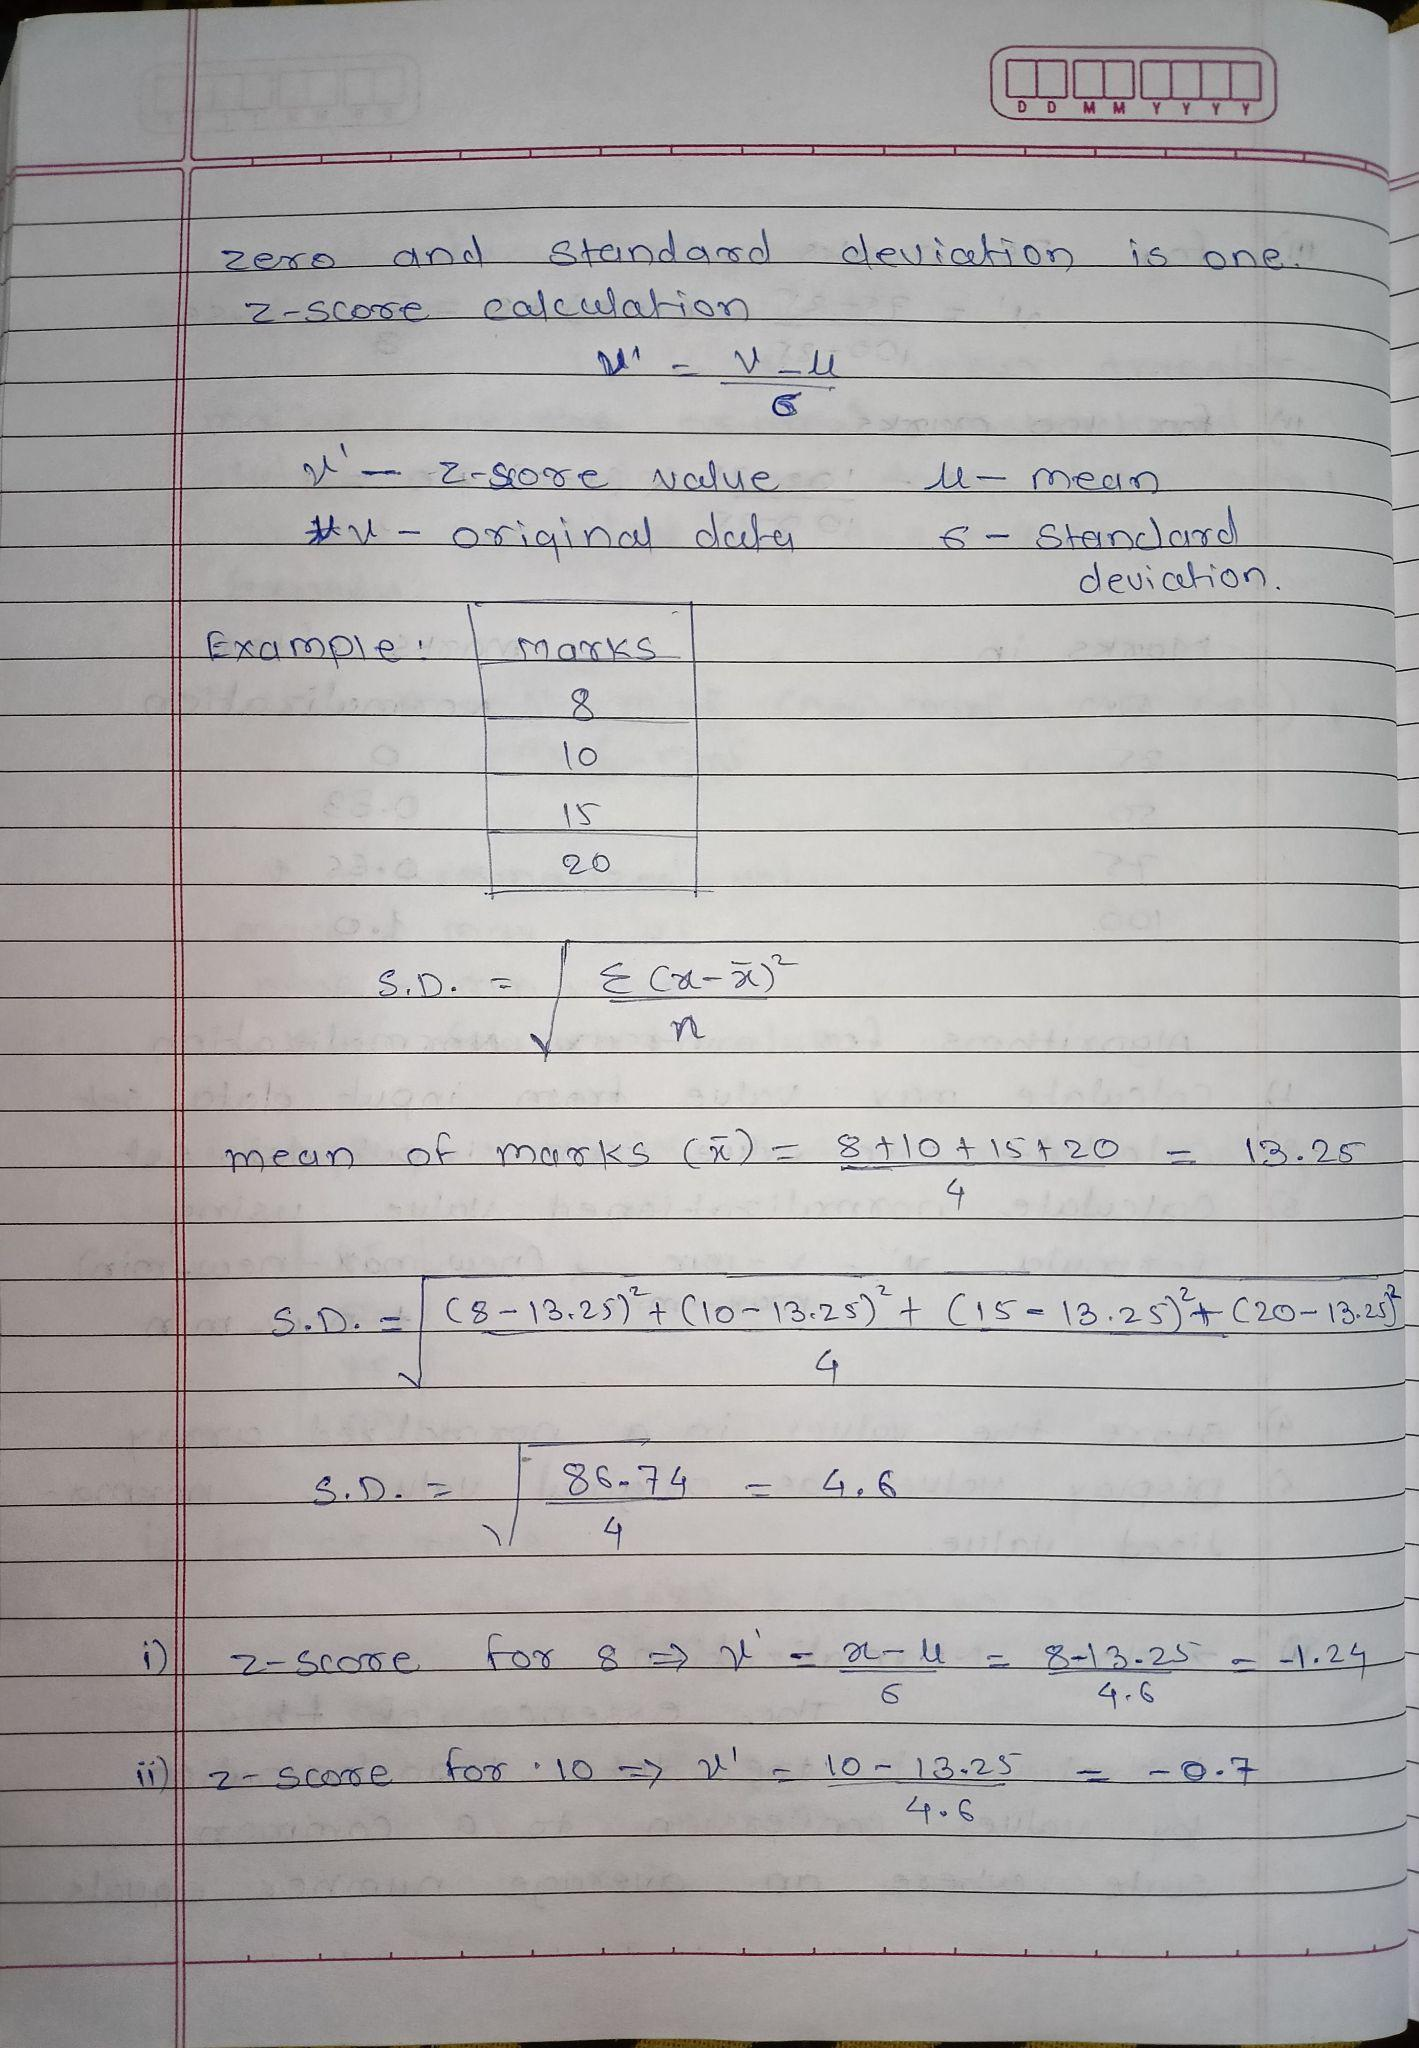 D D M M Y Y Y Y
zero and standard deviation is one.
z-score calculation
v' = v - μ / σ
v' - z-score value μ - mean
v - original data σ - standard
deviation.
Example: marks
8
10
15
20
S.D. = √ Σ (x - x̄)² / n
mean of marks (x̄) = 8+10+15+20 / 4 = 13.25
S.D. = √ (8-13.25)² + (10-13.25)² + (15-13.25)² + (20-13.25)² / 4
S.D. = √ 86.74 / 4 = 4.6
i) z-score for 8 ⇒ v' = x - μ / σ = 8-13.25 / 4.6 = -1.24
ii) z-score for 10 ⇒ v' = 10 - 13.25 / 4.6 = -0.7